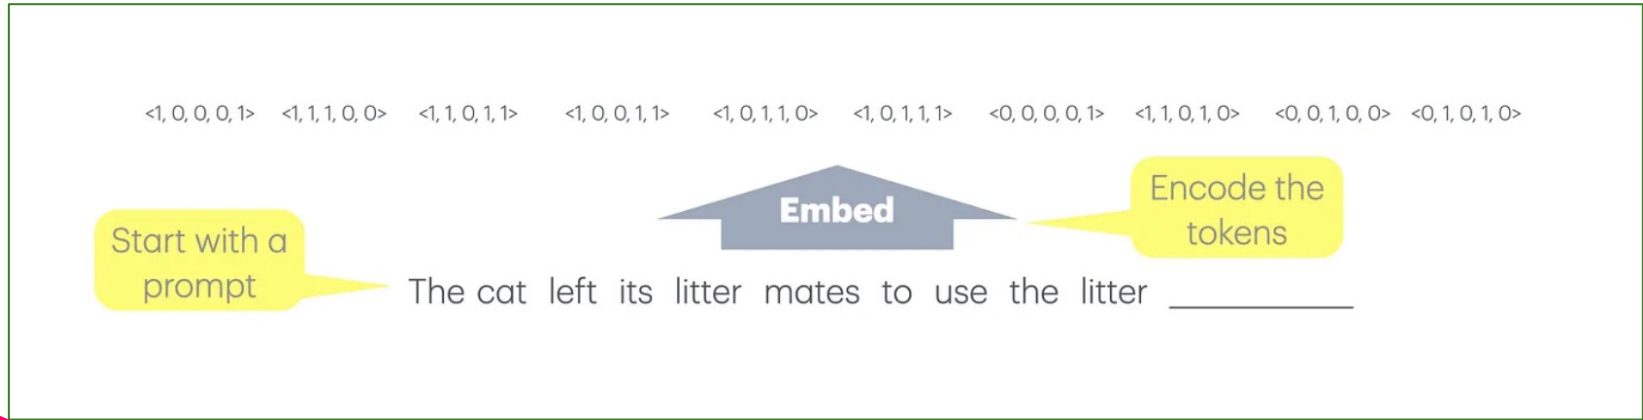 <1, 0, 0, 0, 1> <1, 1, 1, 0, 0> <1, 1, 0, 1, 1> <1, 0, 0, 1, 1> <1, 0, 1, 1, 0> <1, 0, 1, 1, 1> <0, 0, 0, 0, 1> <1, 1, 0, 1, 0> <0, 0, 1, 0, 0> <0, 1, 0, 1, 0>
Embed
Encode the
tokens
Start with a
prompt
The cat left its litter mates to use the litter ____________